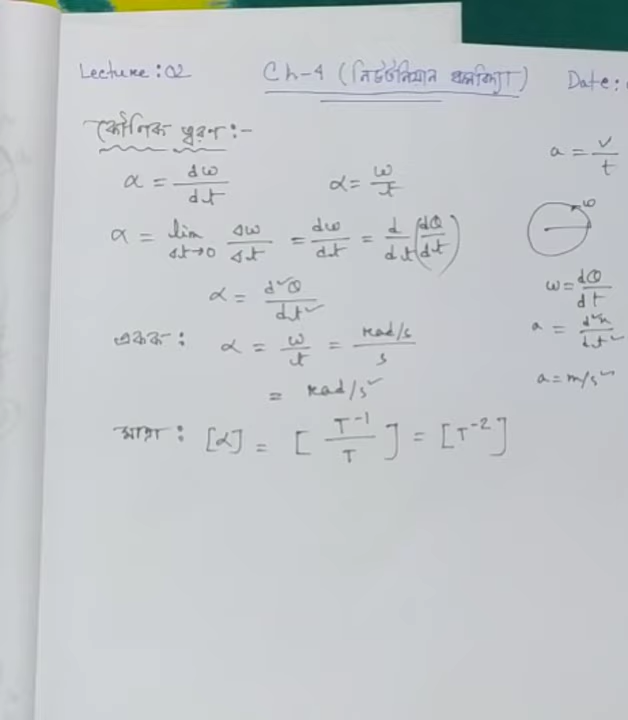 Lecture : 02 Ch-4 (নিউটনিয়ান বলবিদ্যা) Date :
কৌণিক ত্বরণ :-
α = dω/dt α = ω/t a = v/t
α = lim Δt→0 Δω/Δt = dω/dt = d/dt (dθ/dt) ω
α = d²θ/dt² ω = dθ/dt
একক : α = ω/t = rad/s / s a = d²x/dt²
= rad/s² a = m/s²
মাত্রা : [α] = [T⁻¹/T] = [T⁻²]